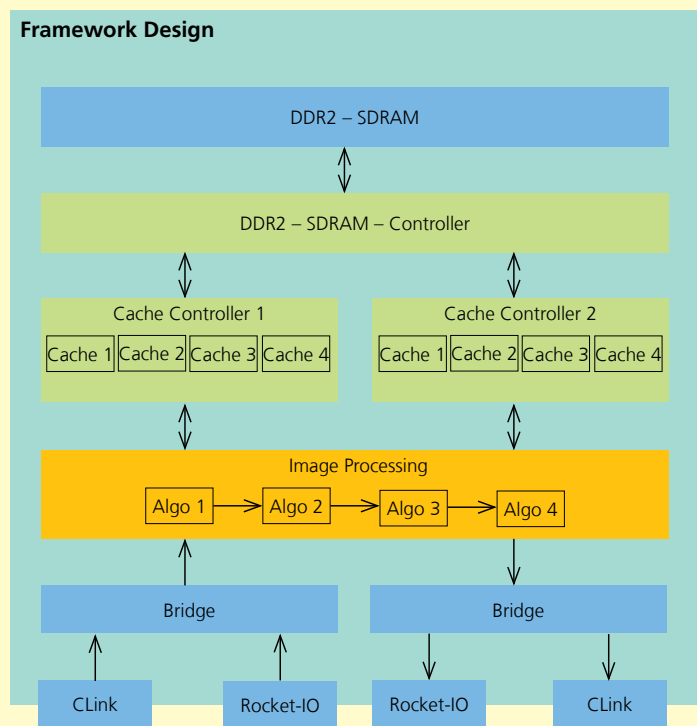 Framework Design
DDR2 – SDRAM
DDR2 – SDRAM – Controller
Cache Controller 1
Cache 1 Cache 2 Cache 3 Cache 4
Cache Controller 2
Cache 1 Cache 2 Cache 3 Cache 4
Image Processing
Algo 1 Algo 2 Algo 3 Algo 4
Bridge
Bridge
CLink
Rocket-IO
Rocket-IO
CLink